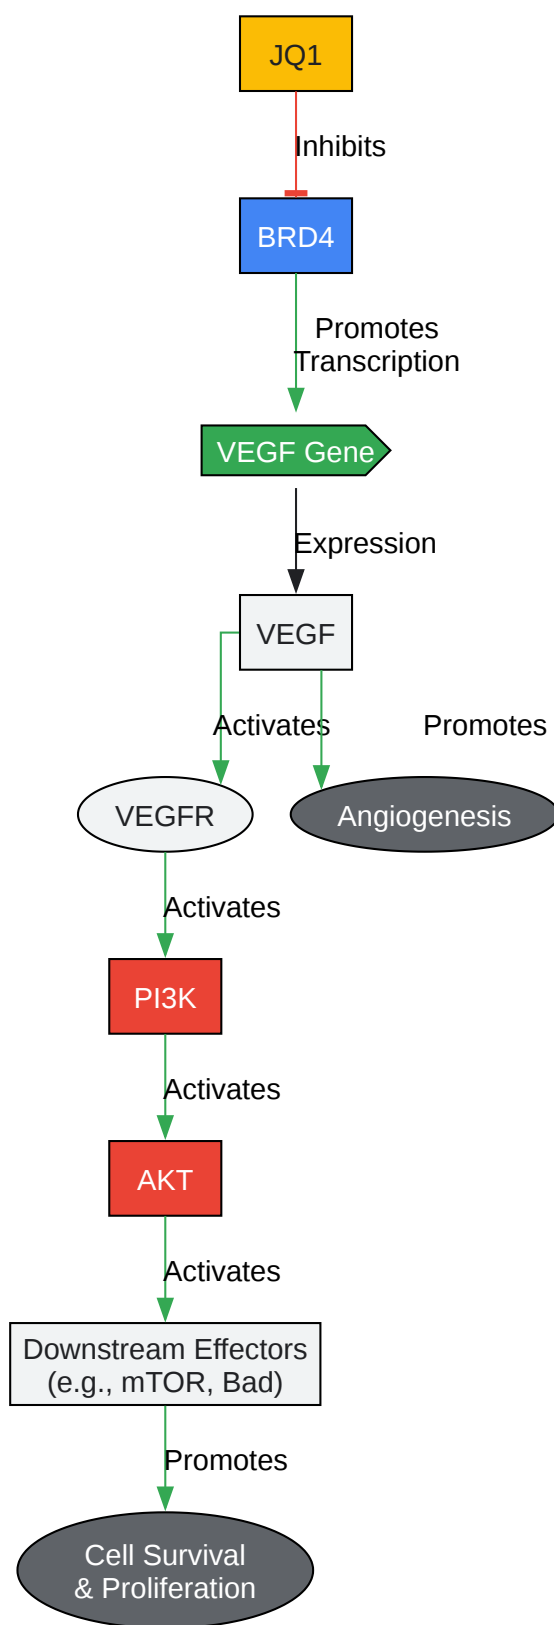 JQ1
Inhibits
BRD4
Promotes
Transcription
VEGF Gene
Expression
VEGF
Activates
Promotes
VEGFR
Angiogenesis
Activates
PI3K
Activates
AKT
Activates
Downstream Effectors
(e.g., mTOR, Bad)
Promotes
Cell Survival
& Proliferation